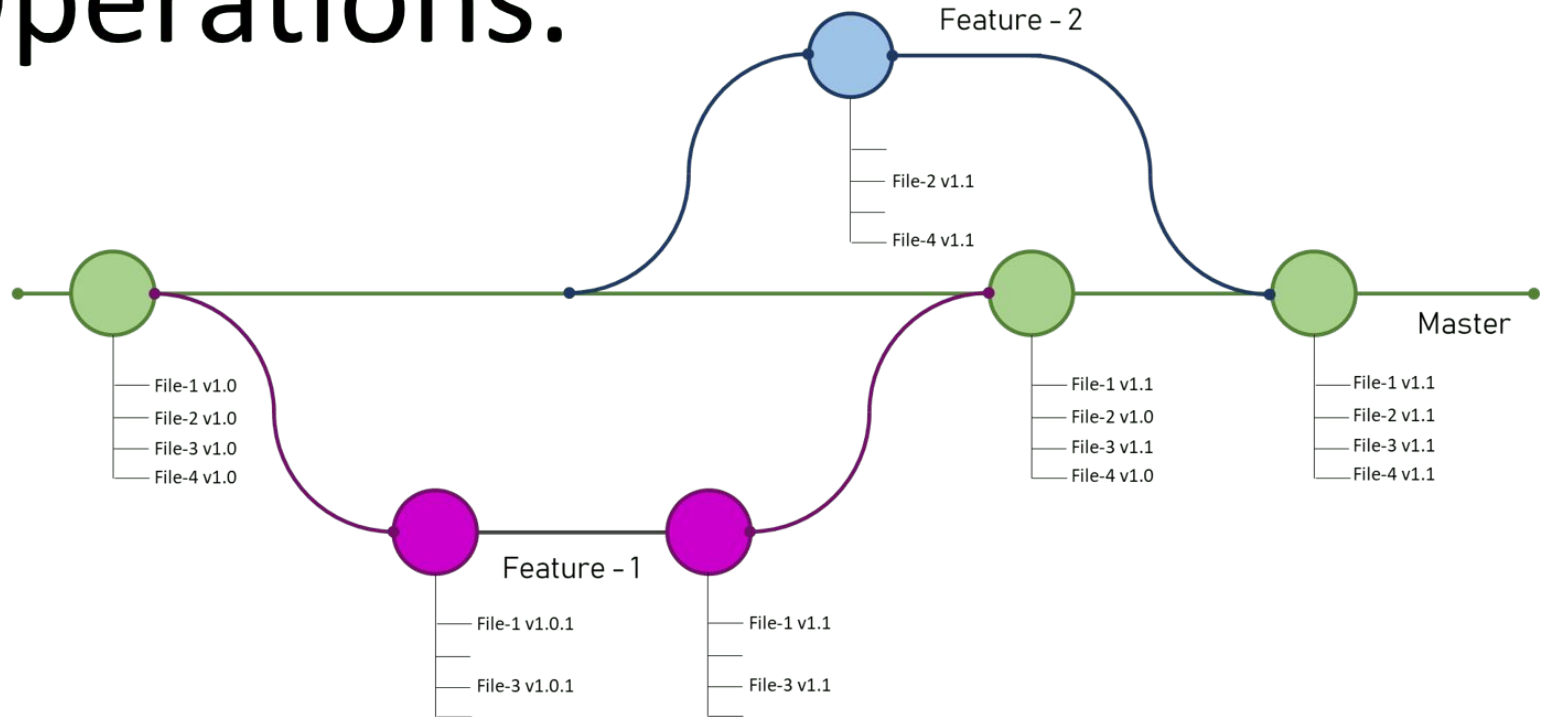 perations.
Feature - 2
File-2 v1.1
File-4 v1.1
Master
File-1 v1.0
File-2 v1.0
File-3 v1.0
File-4 v1.0
File-1 v1.1
File-2 v1.0
File-3 v1.1
File-4 v1.0
File-1 v1.1
File-2 v1.1
File-3 v1.1
File-4 v1.1
Feature - 1
File-1 v1.0.1
File-3 v1.0.1
File-1 v1.1
File-3 v1.1